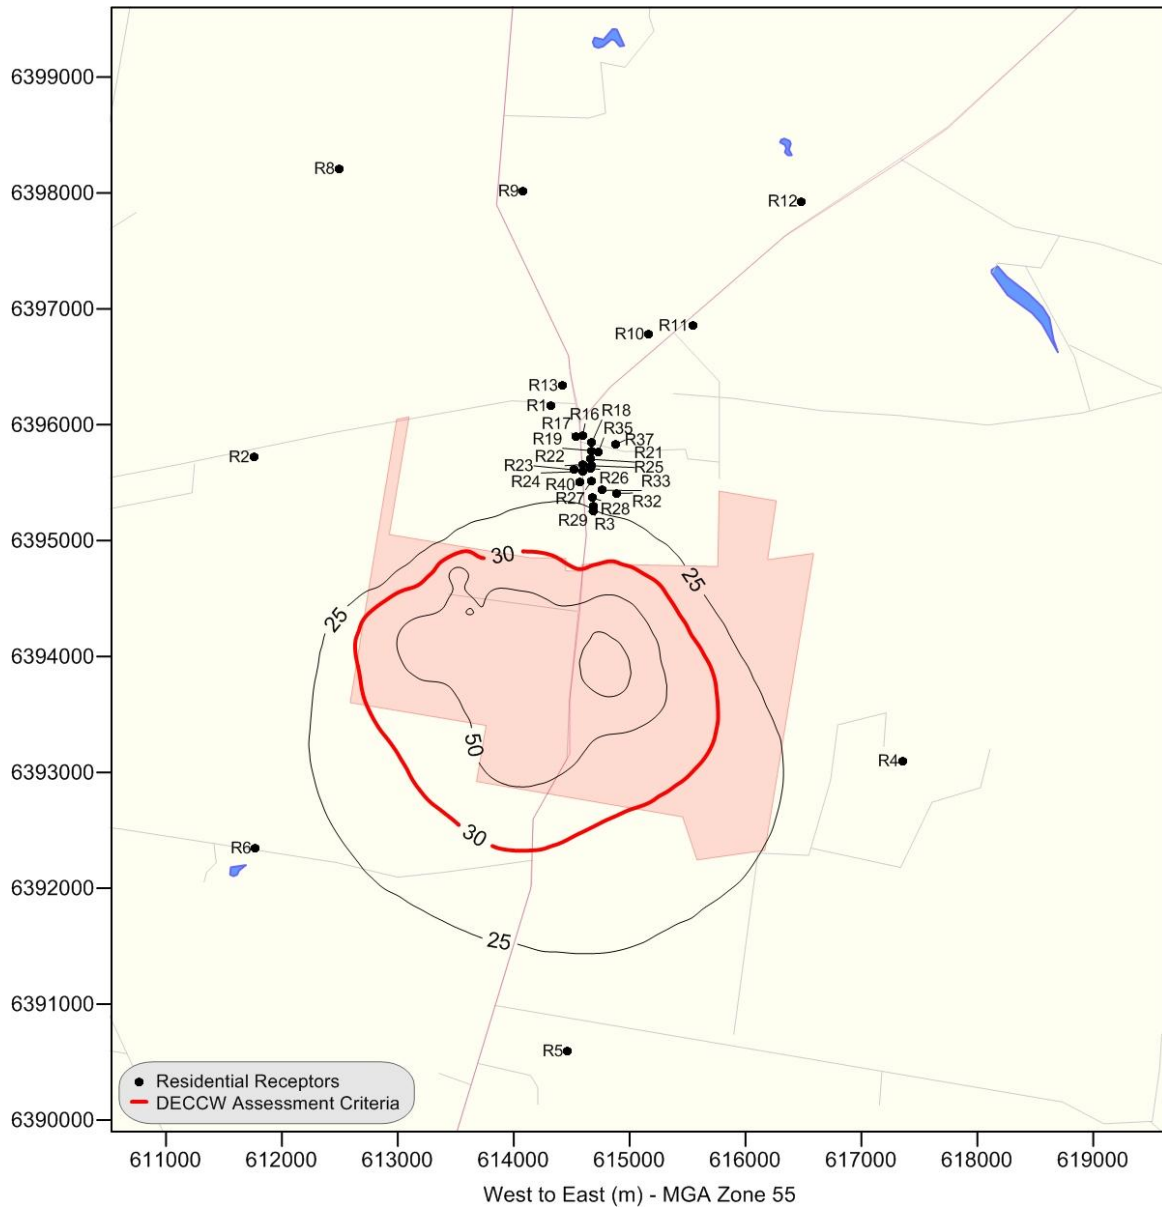 6399000
R8
R9
6398000
R12
6397000
R11
R10
R13
R1
R16
R18
6396000
R17
R35
R37
R19
R21
R2
R22
R25
R23
R26
R24
R33
R40
R27
R32
R28
R29
R3
6395000
30
25
25
6394000
50
R4
6393000
30
R6
6392000
25
6391000
R5
Residential Receptors
DECCW Assessment Criteria
6390000
611000 612000 613000 614000 615000 616000 617000 618000 619000
West to East (m) - MGA Zone 55